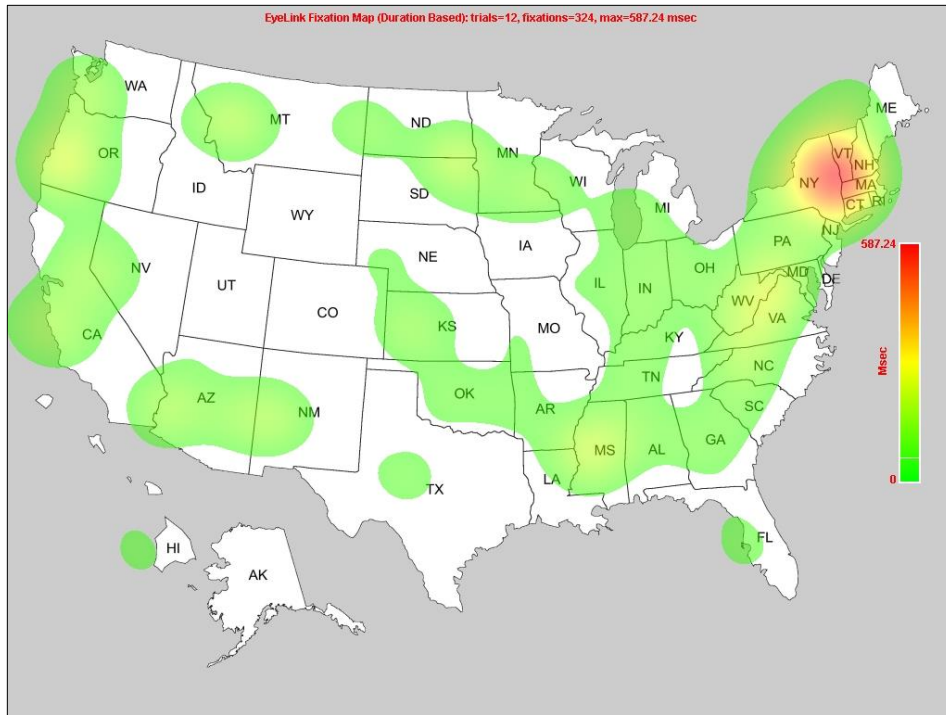 EyeLink Fixation Map (Duration Based): trials=12, fixations=324, max=587.24 msec
WA
MT
ND
MN
ME
VT
NH
OR
ID
SD
WI
NY
MA
CT
RI
WY
MI
NJ
IA
PA
587.24
NV
NE
OH
UT
IL
IN
MD
DE
CO
WV
CA
KS
MO
KY
VA
Msec
NC
TN
AZ
NM
OK
AR
SC
MS
AL
GA
LA
TX
0
HI
FL
AK